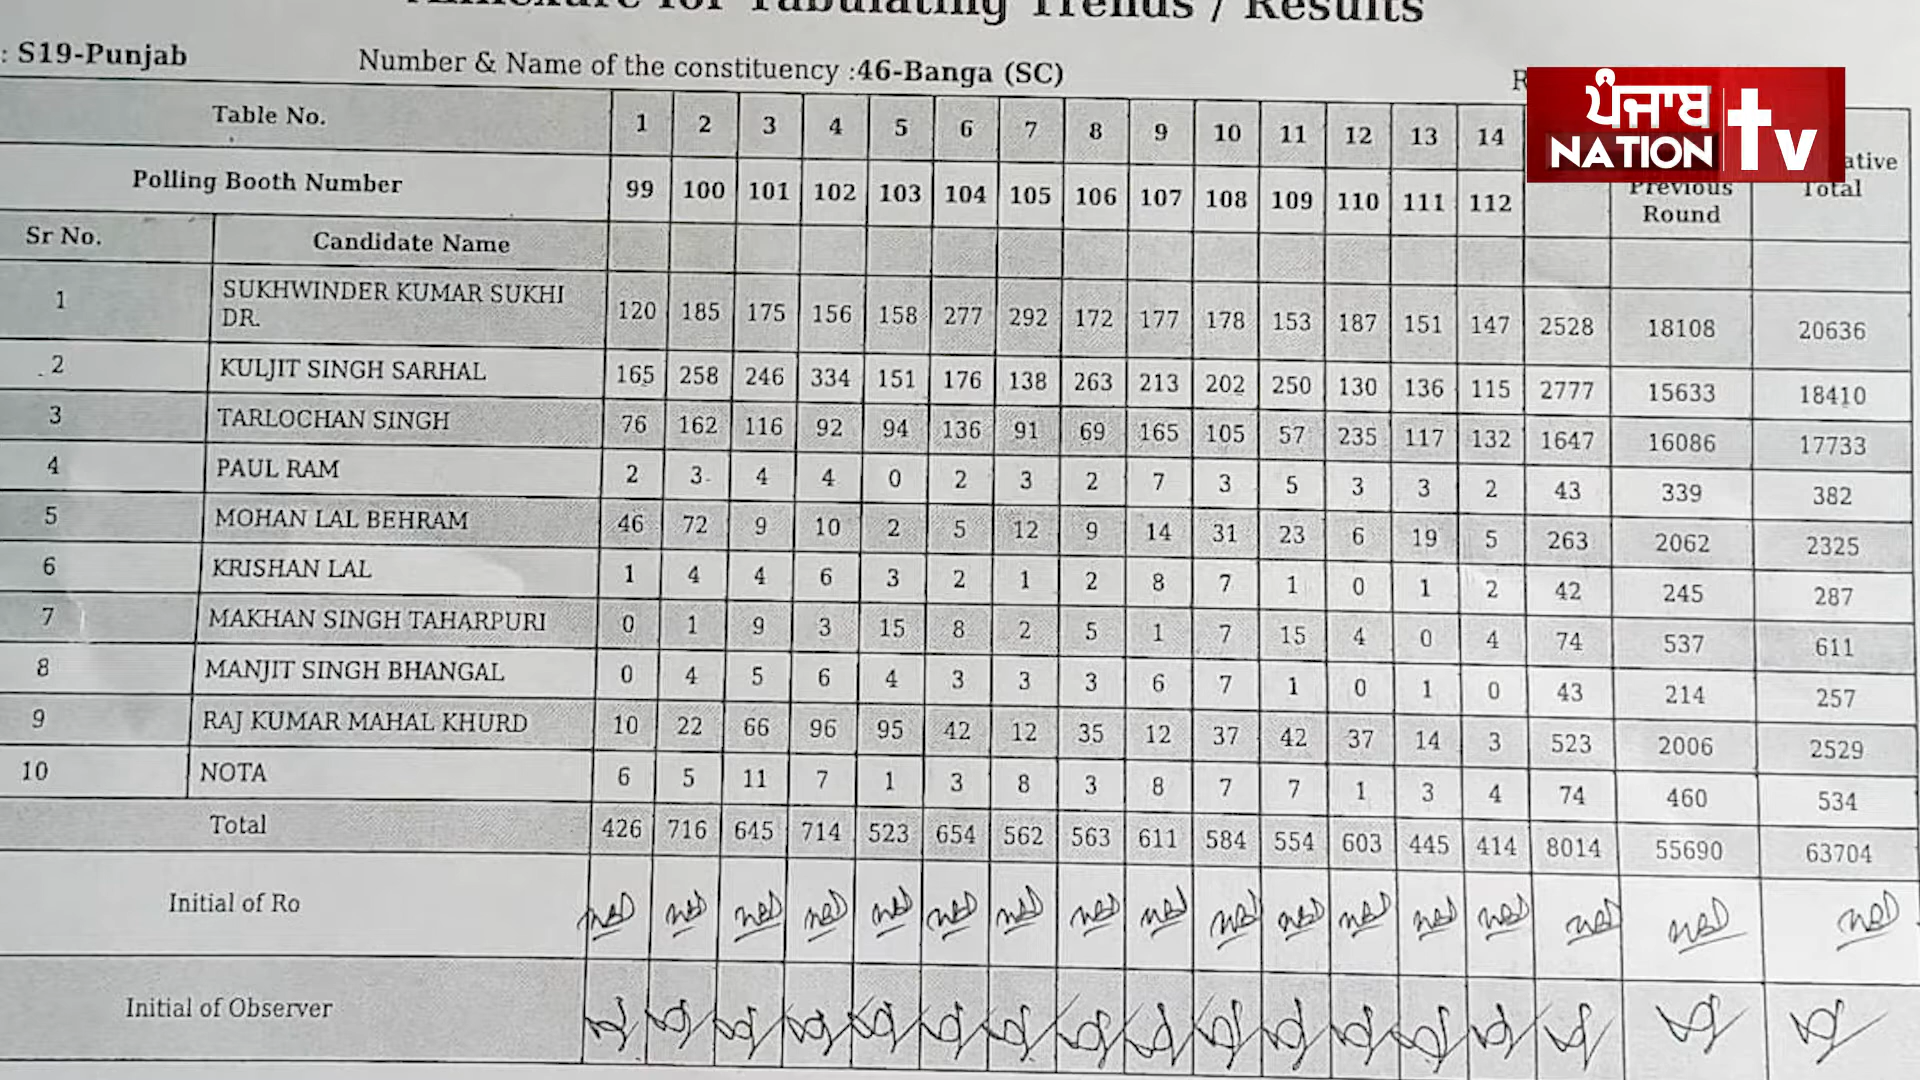 Annexure for Tabulating Trends / Results
: S19-Punjab Number & Name of the constituency :46-Banga (SC)
ਪੰਜਾਬ
NATION tv
Table No. 1 2 3 4 5 6 7 8 9 10 11 12 13 14
Polling Booth Number 99 100 101 102 103 104 105 106 107 108 109 110 111 112 Previous Round Total
Sr No. Candidate Name
1 SUKHWINDER KUMAR SUKHI DR. 120 185 175 156 158 277 292 172 177 178 153 187 151 147 2528 18108 20636
2 KULJIT SINGH SARHAL 165 258 246 334 151 176 138 263 213 202 250 130 136 115 2777 15633 18410
3 TARLOCHAN SINGH 76 162 116 92 94 136 91 69 165 105 57 235 117 132 1647 16086 17733
4 PAUL RAM 2 3 4 4 0 2 3 2 7 3 5 3 3 2 43 339 382
5 MOHAN LAL BEHRAM 46 72 9 10 2 5 12 9 14 31 23 6 19 5 263 2062 2325
6 KRISHAN LAL 1 4 4 6 3 2 1 2 8 7 1 0 1 2 42 245 287
7 MAKHAN SINGH TAHARPURI 0 1 9 3 15 8 2 5 1 7 15 4 0 4 74 537 611
8 MANJIT SINGH BHANGAL 0 4 5 6 4 3 3 3 6 7 1 0 1 0 43 214 257
9 RAJ KUMAR MAHAL KHURD 10 22 66 96 95 42 12 35 12 37 42 37 14 3 523 2006 2529
10 NOTA 6 5 11 7 1 3 8 3 8 7 7 1 3 4 74 460 534
Total 426 716 645 714 523 654 562 563 611 584 554 603 445 414 8014 55690 63704
Initial of Ro
Initial of Observer